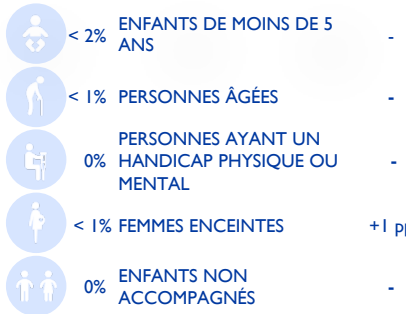 < 2% ENFANTS DE MOINS DE 5 ANS -
< 1% PERSONNES ÂGÉES -
0% PERSONNES AYANT UN HANDICAP PHYSIQUE OU MENTAL -
< 1% FEMMES ENCEINTES +1 pp
0% ENFANTS NON ACCOMPAGNÉS -